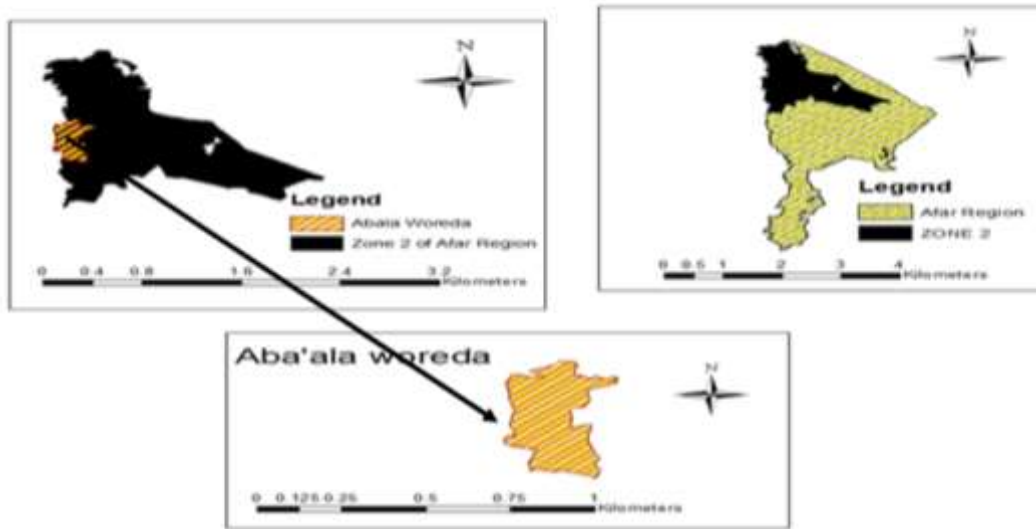 N
Legend
Abala Woreda
Zone 2 of Afar Region
0 0.4 0.8 1.6 2.4 3.2
Kilometers
N
Legend
Afar Region
ZONE 2
0 0.5 1 2 3 4
Kilometers
Aba'ala woreda
N
0 0.125 0.25 0.5 0.75 1
Kilometers